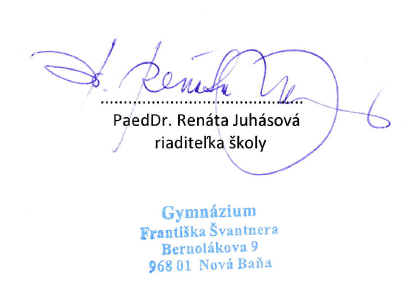 PaedDr. Renáta Juhásová
riaditeľka školy
Gymnázium
Františka Švantnera
Bernolákova 9
968 01 Nová Baňa